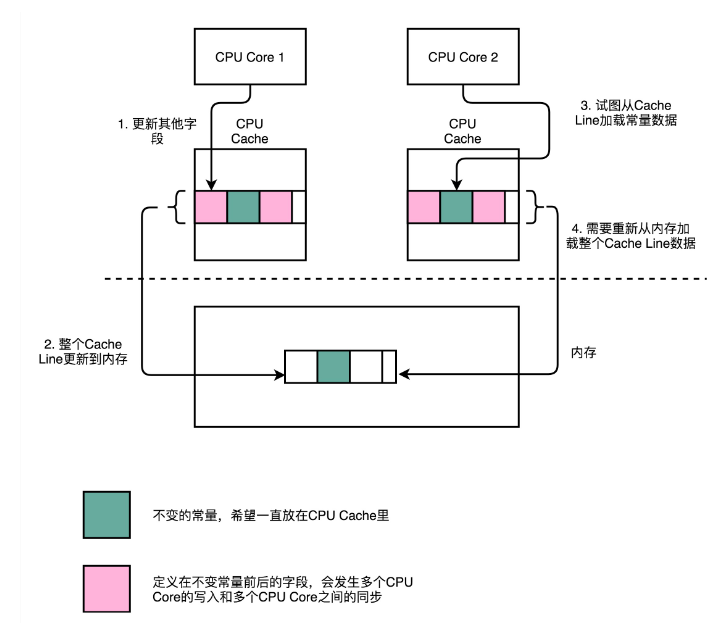 CPU Core 1
CPU Core 2
1. 更新其他字
段
CPU
Cache
CPU
Cache
3. 试图从Cache
Line加载常量数据
4. 需要重新从内存加
载整个Cache Line数据
2. 整个Cache
Line更新到内存
内存
不变的常量，希望一直放在CPU Cache里
定义在不变常量前后的字段，会发生多个CPU
Core的写入和多个CPU Core之间的同步